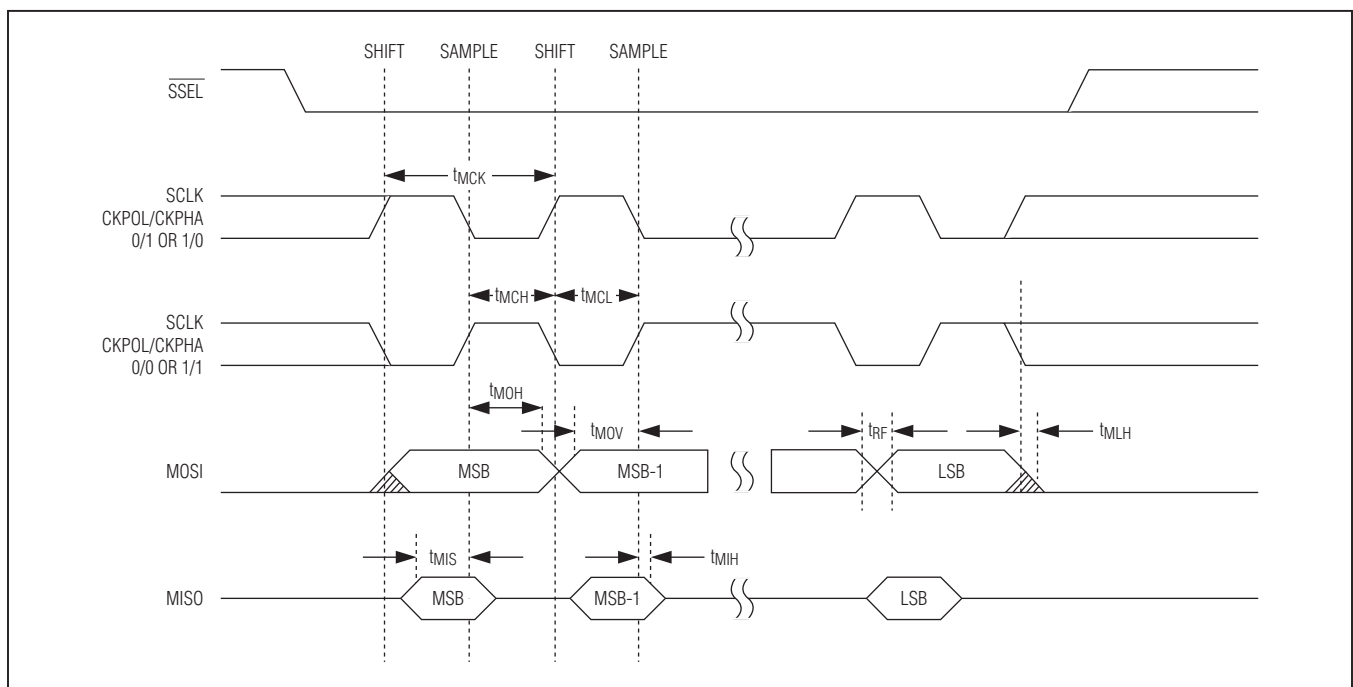 SHIFT SAMPLE SHIFT SAMPLE
SSEL
tMCK
SCLK
CKPOL/CKPHA
0/1 OR 1/0
tMCH tMCL
SCLK
CKPOL/CKPHA
0/0 OR 1/1
tMOH
tMOV tRF tMLH
MOSI MSB MSB-1 LSB
tMIS tMIH
MISO MSB MSB-1 LSB